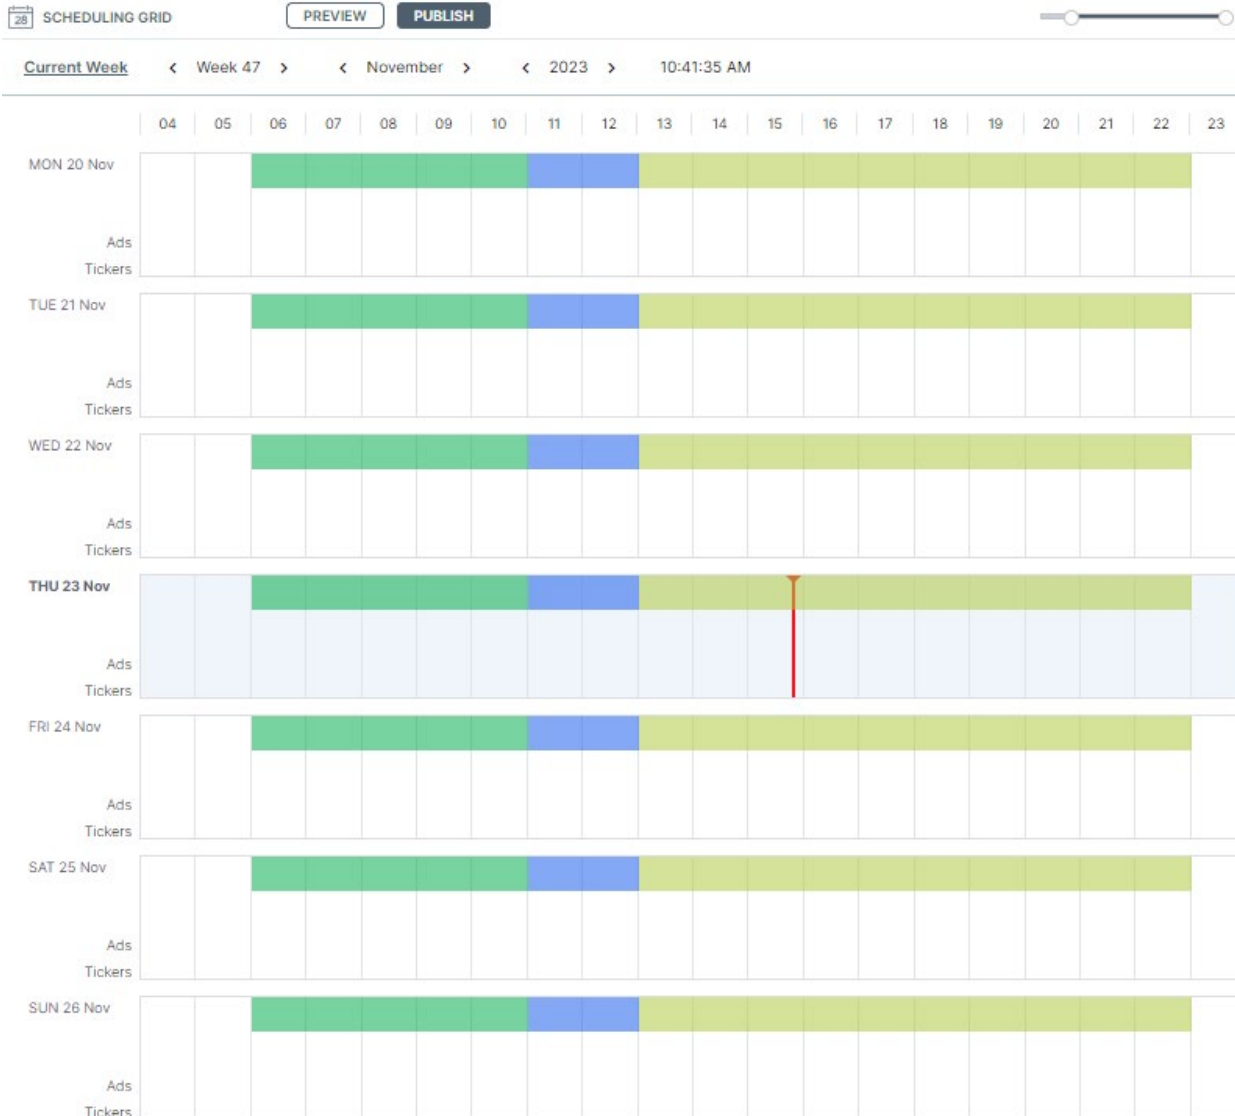 28 SCHEDULING GRID PREVIEW PUBLISH
Current Week < Week 47 > < November > < 2023 > 10:41:35 AM
04 05 06 07 08 09 10 11 12 13 14 15 16 17 18 19 20 21 22 23
MON 20 Nov
Ads
Tickers
TUE 21 Nov
Ads
Tickers
WED 22 Nov
Ads
Tickers
THU 23 Nov
Ads
Tickers
FRI 24 Nov
Ads
Tickers
SAT 25 Nov
Ads
Tickers
SUN 26 Nov
Ads
Tickers